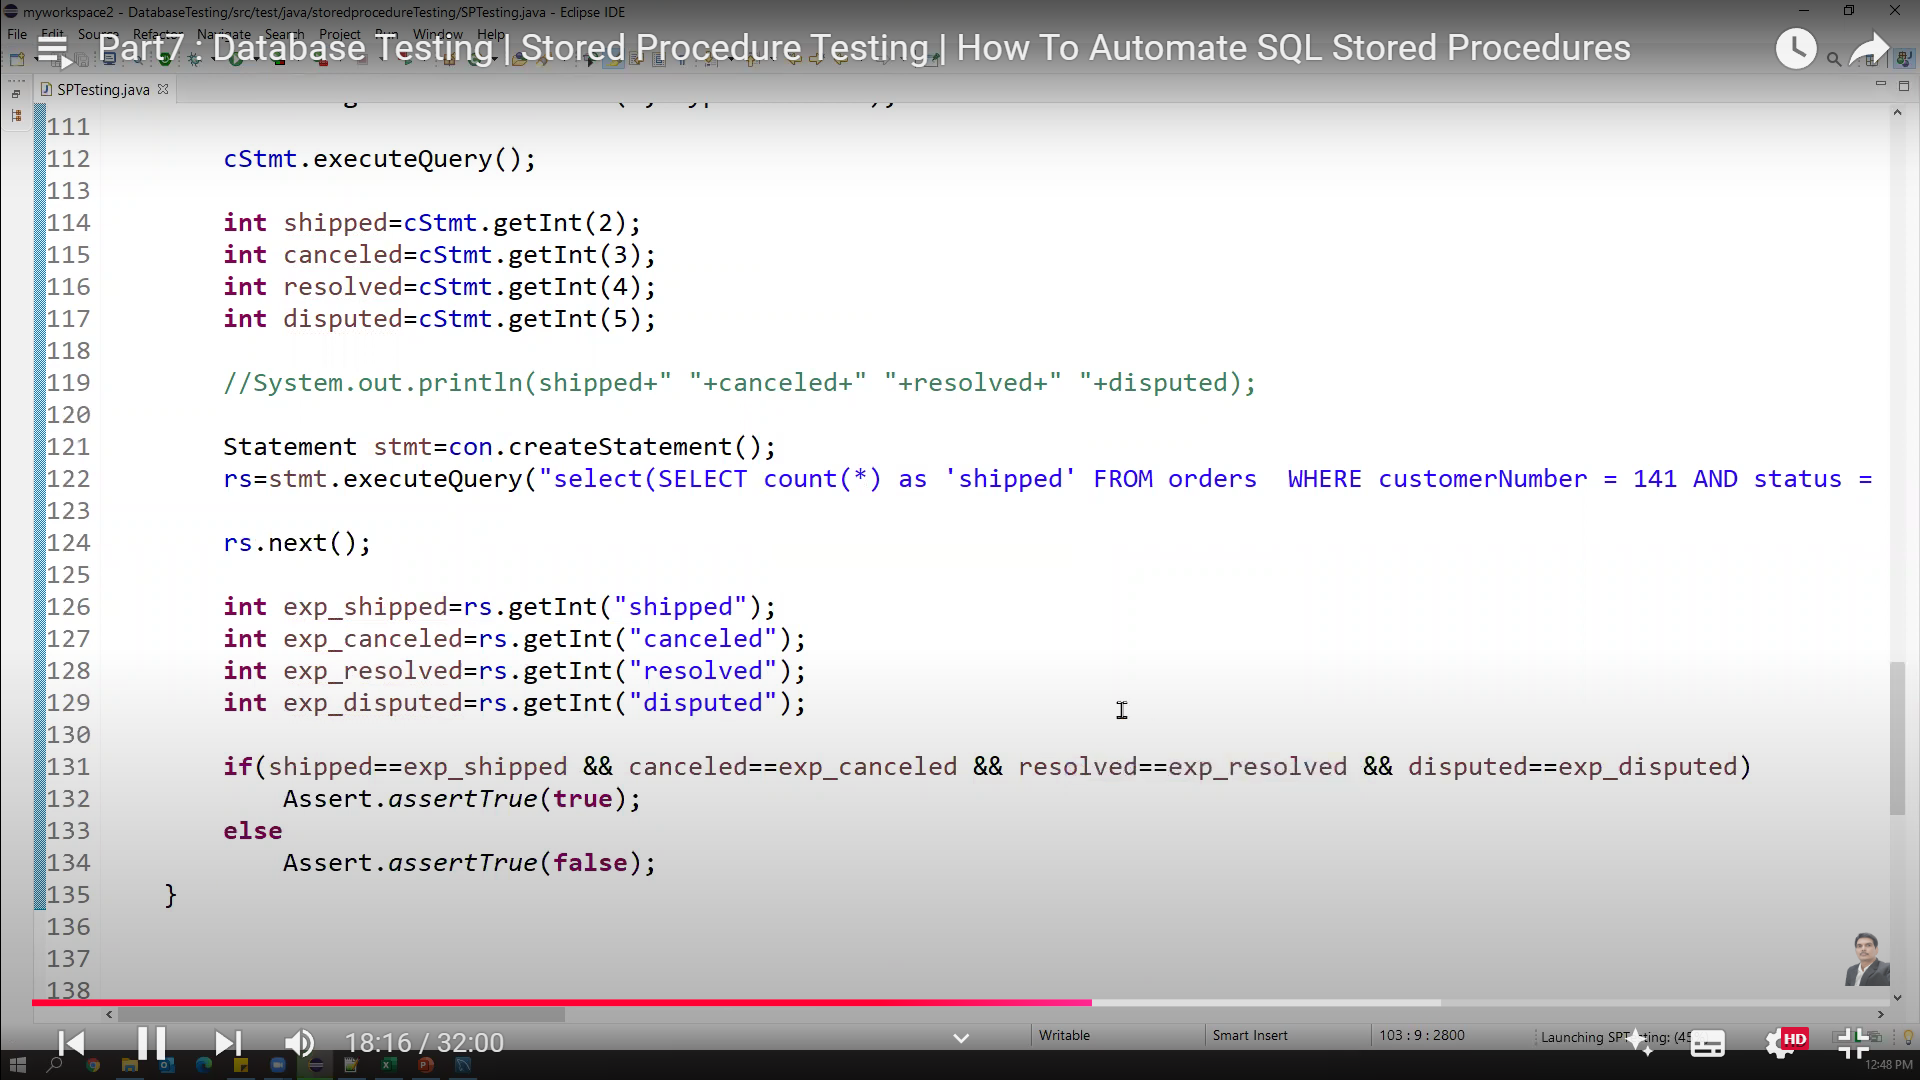 myworkspace2 - DatabaseTesting/src/test/java/storedprocedureTesting/SPTesting.java - Eclipse IDE
File Edit Source Refactor Navigate Search Project Run Window Help
Part7 : Database Testing | Stored Procedure Testing | How To Automate SQL Stored Procedures
SPTesting.java
111
112 cStmt.executeQuery();
113
114 int shipped=cStmt.getInt(2);
115 int canceled=cStmt.getInt(3);
116 int resolved=cStmt.getInt(4);
117 int disputed=cStmt.getInt(5);
118
119 //System.out.println(shipped+" "+canceled+" "+resolved+" "+disputed);
120
121 Statement stmt=con.createStatement();
122 rs=stmt.executeQuery("select(SELECT count(*) as 'shipped' FROM orders  WHERE customerNumber = 141 AND status =
123
124 rs.next();
125
126 int exp_shipped=rs.getInt("shipped");
127 int exp_canceled=rs.getInt("canceled");
128 int exp_resolved=rs.getInt("resolved");
129 int exp_disputed=rs.getInt("disputed");
130
131 if(shipped==exp_shipped && canceled==exp_canceled && resolved==exp_resolved && disputed==exp_disputed)
132 Assert.assertTrue(true);
133 else
134 Assert.assertTrue(false);
135 }
136
137
138
18:16 / 32:00
Writable Smart Insert 103 : 9 : 2800 Launching SPTesting: (4
HD
12:48 PM